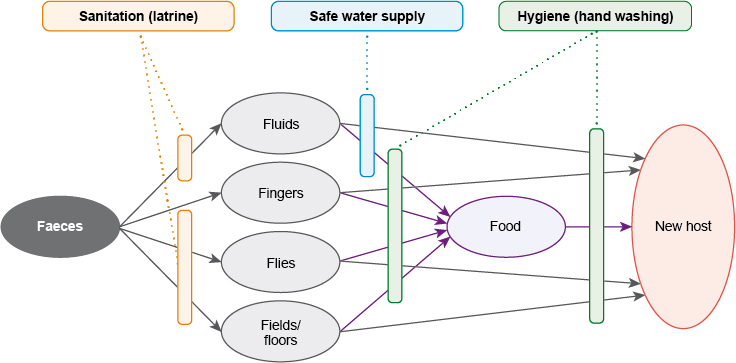 Sanitation (latrine)
Safe water supply
Hygiene (hand washing)
Fluids
Fingers
Faeces
Food
New host
Flies
Fields/
floors